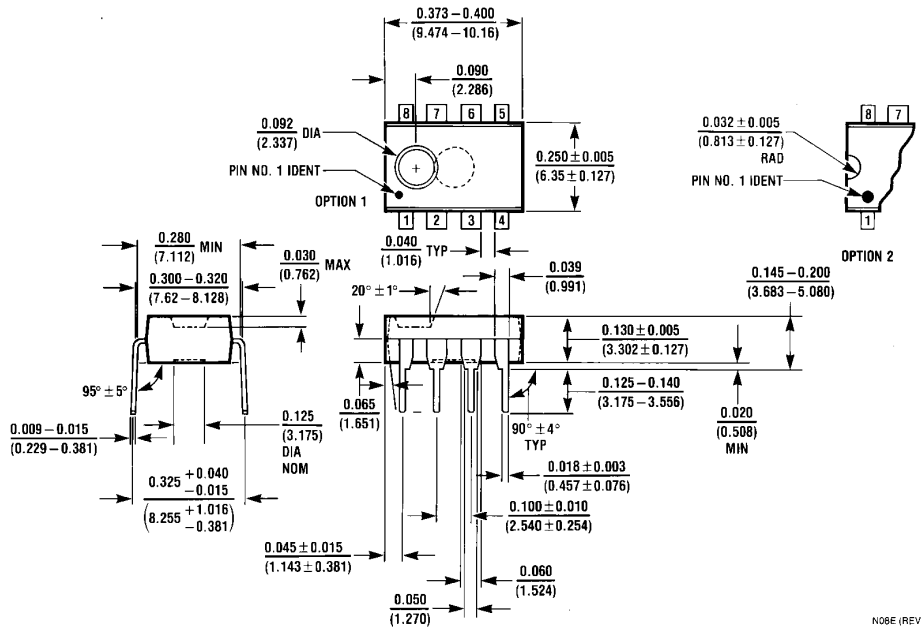 0.373 – 0.400
(9.474 – 10.16)
0.090
(2.286)
8 7 6 5
0.092 DIA
(2.337)
PIN NO. 1 IDENT
OPTION 1
1 2 3 4
0.250 ± 0.005
(6.35 ± 0.127)
8 7
0.032 ± 0.005
(0.813 ± 0.127)
RAD
PIN NO. 1 IDENT
1
OPTION 2
0.280 MIN
(7.112)
0.300 – 0.320
(7.62 – 8.128)
0.030 MAX
(0.762)
0.040 TYP
(1.016)
0.039
(0.991)
20° ± 1°
0.145 – 0.200
(3.683 – 5.080)
0.130 ± 0.005
(3.302 ± 0.127)
95° ± 5°
0.065
(1.651)
0.125 – 0.140
(3.175 – 3.556)
0.020
(0.508)
MIN
90° ± 4°
TYP
0.009 – 0.015
(0.229 – 0.381)
0.125
(3.175)
DIA
NOM
0.018 ± 0.003
(0.457 ± 0.076)
0.325 +0.040
−0.015
(8.255 +1.016
−0.381)
0.100 ± 0.010
(2.540 ± 0.254)
0.045 ± 0.015
(1.143 ± 0.381)
0.060
(1.524)
0.050
(1.270)
N08E (REV